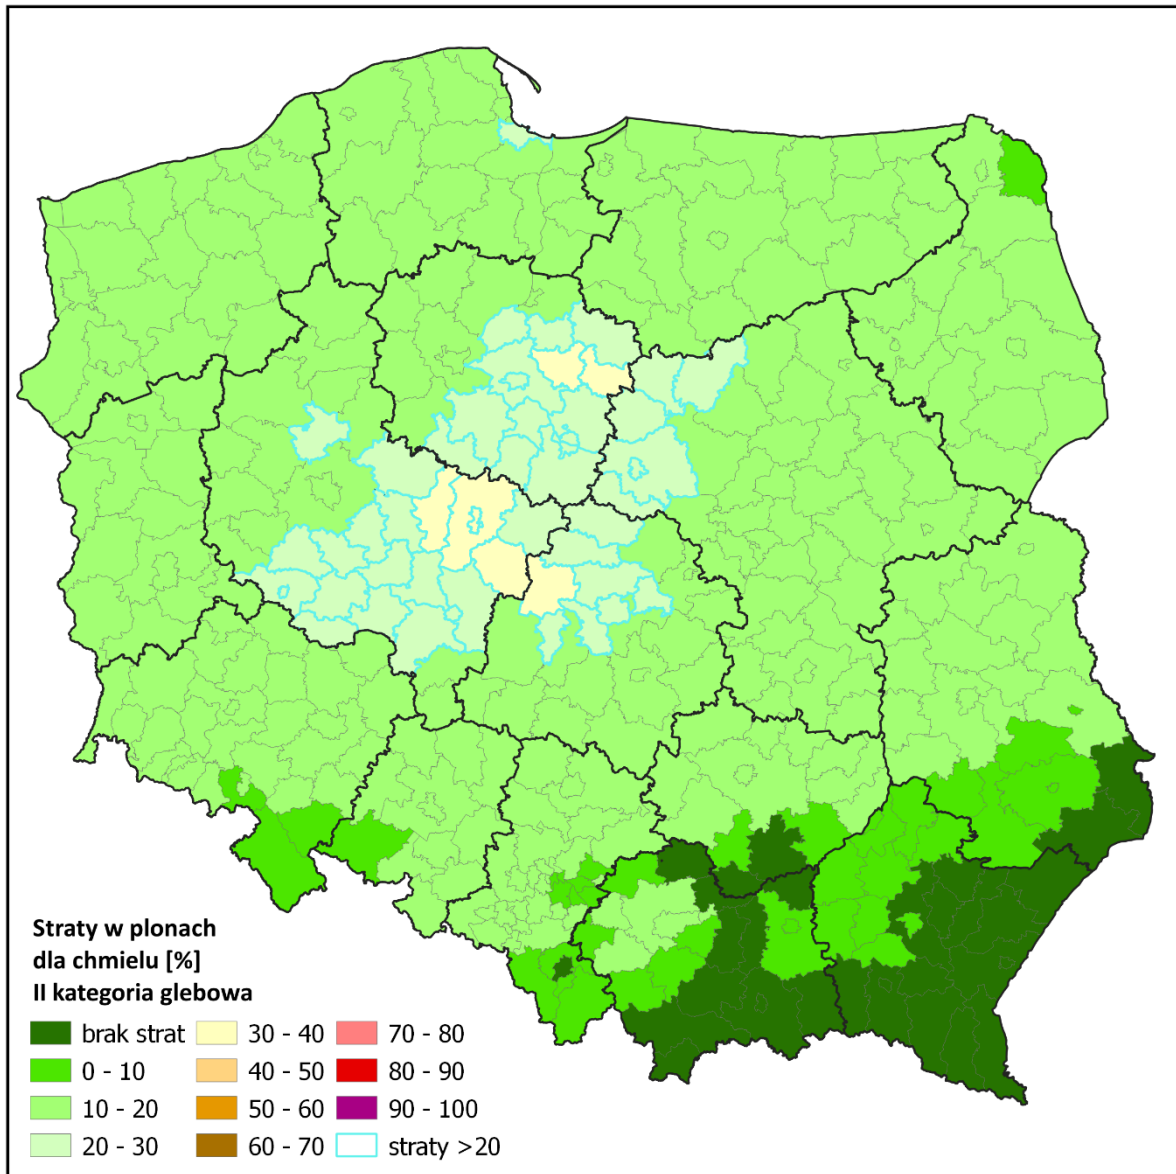 Straty w plonach
dla chmielu [%]
II kategoria glebowa
brak strat
0 - 10
10 - 20
20 - 30
30 - 40
40 - 50
50 - 60
60 - 70
70 - 80
80 - 90
90 - 100
straty >20